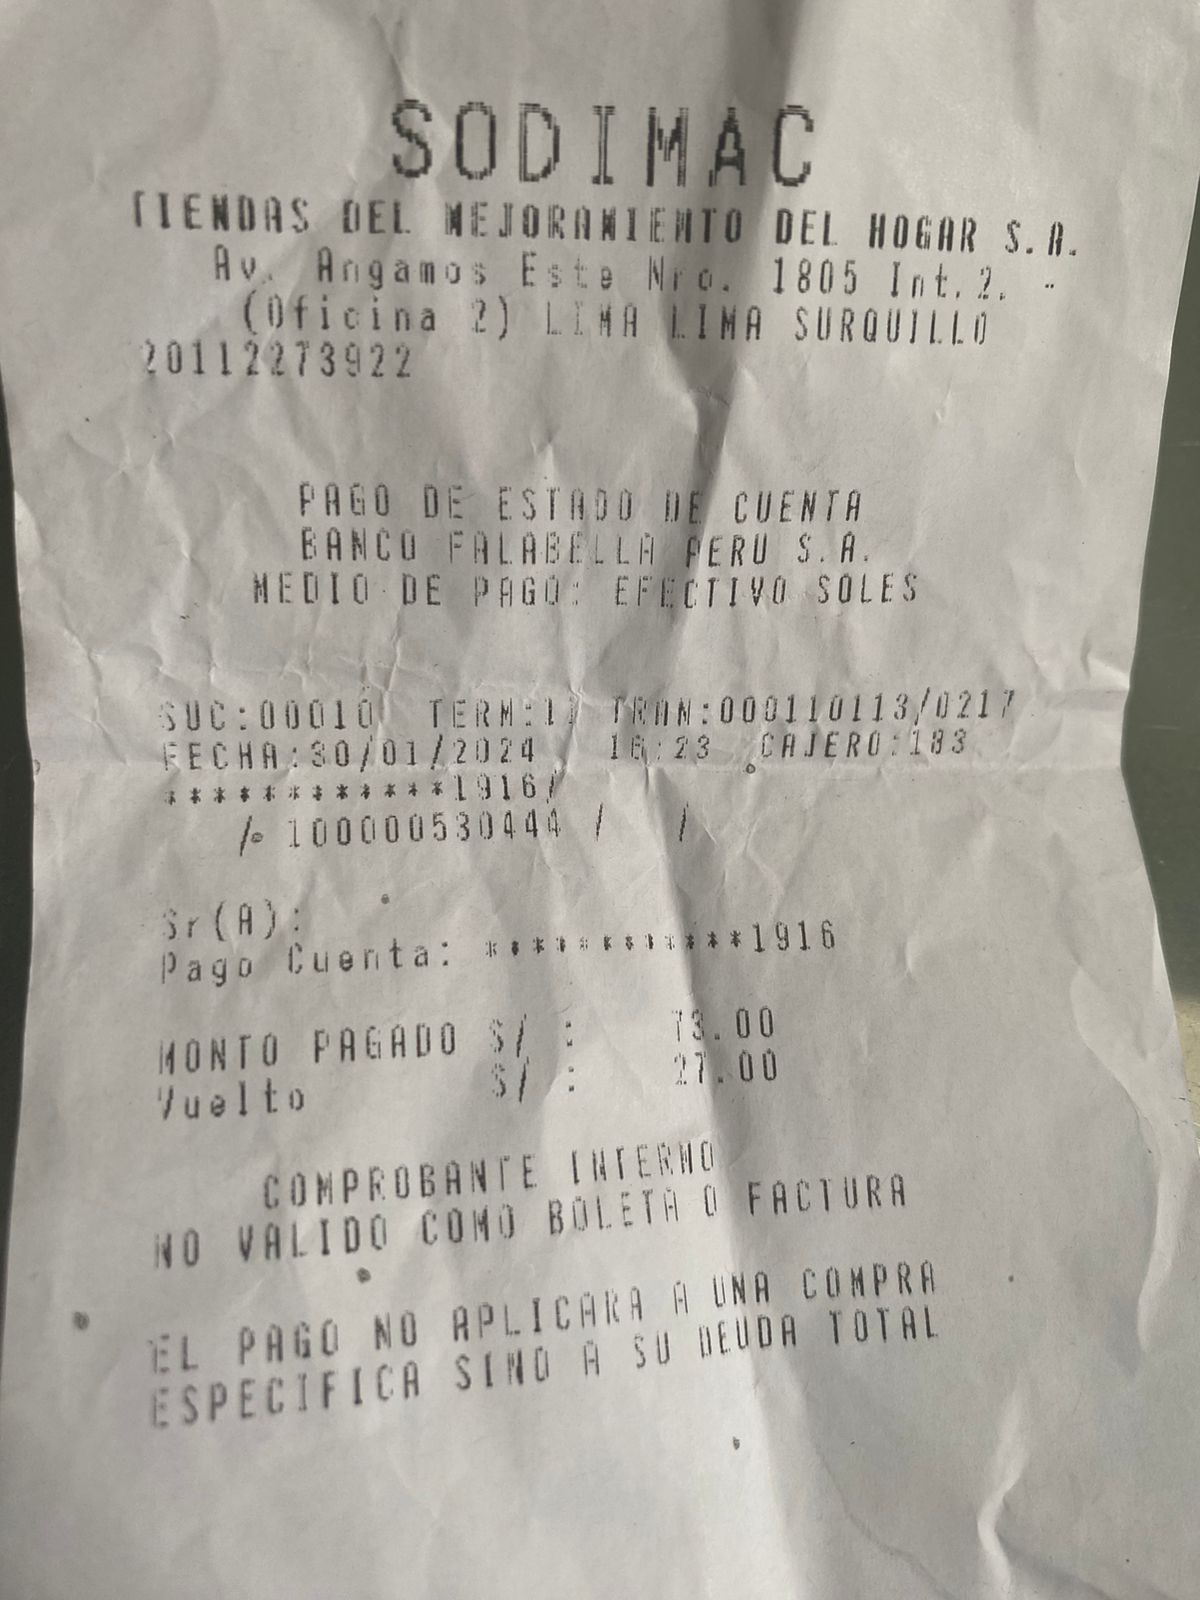 SODIMAC
TIENDAS DEL MEJORAMIENTO DEL HOGAR S.A.
Av. Angamos Este Nro. 1805 Int.2. -
(Oficina 2) LIMA LIMA SURQUILLO
20112273922
PAGO DE ESTADO DE CUENTA
BANCO FALABELLA PERU S.A.
MEDIO DE PAGO: EFECTIVO SOLES
SUC:00010 TERM:11 TRAN:000110113/0217
FECHA:30/01/2024 16:23 CAJERO:183
************1916/
/ 100000530444 / /
Sr(A):
Pago Cuenta: ************1916
MONTO PAGADO S/ : 73.00
Vuelto S/ : 27.00
COMPROBANTE INTERNO
NO VALIDO COMO BOLETA O FACTURA
EL PAGO NO APLICARA A UNA COMPRA
ESPECIFICA SINO A SU DEUDA TOTAL